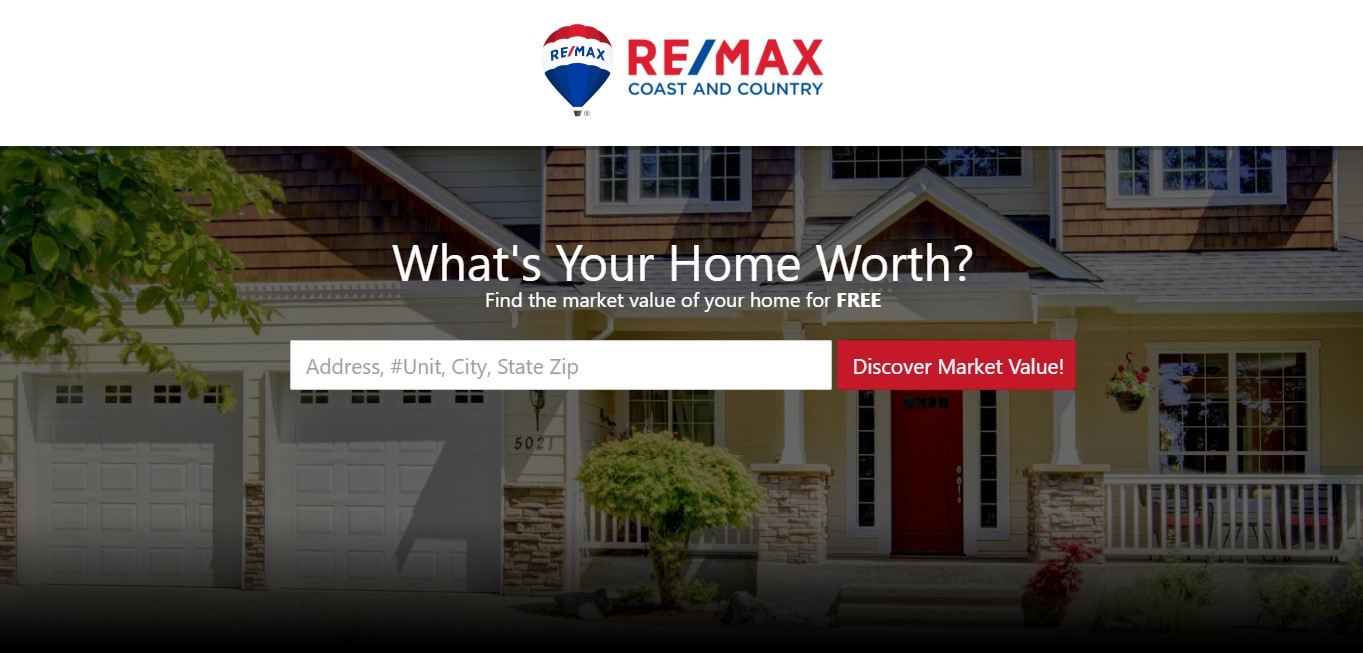 RE/MAX
®
RE/MAX
COAST AND COUNTRY
What's Your Home Worth?
Find the market value of your home for FREE
Address, #Unit, City, State Zip
Discover Market Value!
5021